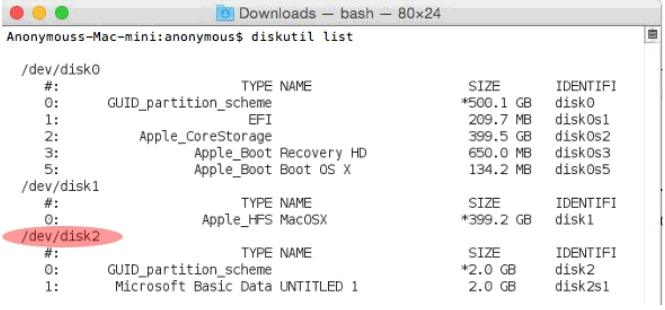 Downloads — bash — 80×24
Anonymouss-Mac-mini:anonymous$ diskutil list
/dev/disk0
#: TYPE NAME SIZE IDENTIFI
0: GUID_partition_scheme *500.1 GB disk0
1: EFI 209.7 MB disk0s1
2: Apple_CoreStorage 399.5 GB disk0s2
3: Apple_Boot Recovery HD 650.0 MB disk0s3
5: Apple_Boot Boot OS X 134.2 MB disk0s5
/dev/disk1
#: TYPE NAME SIZE IDENTIFI
0: Apple_HFS MacOSX *399.2 GB disk1
/dev/disk2
#: TYPE NAME SIZE IDENTIFI
0: GUID_partition_scheme *2.0 GB disk2
1: Microsoft Basic Data UNTITLED 1 2.0 GB disk2s1